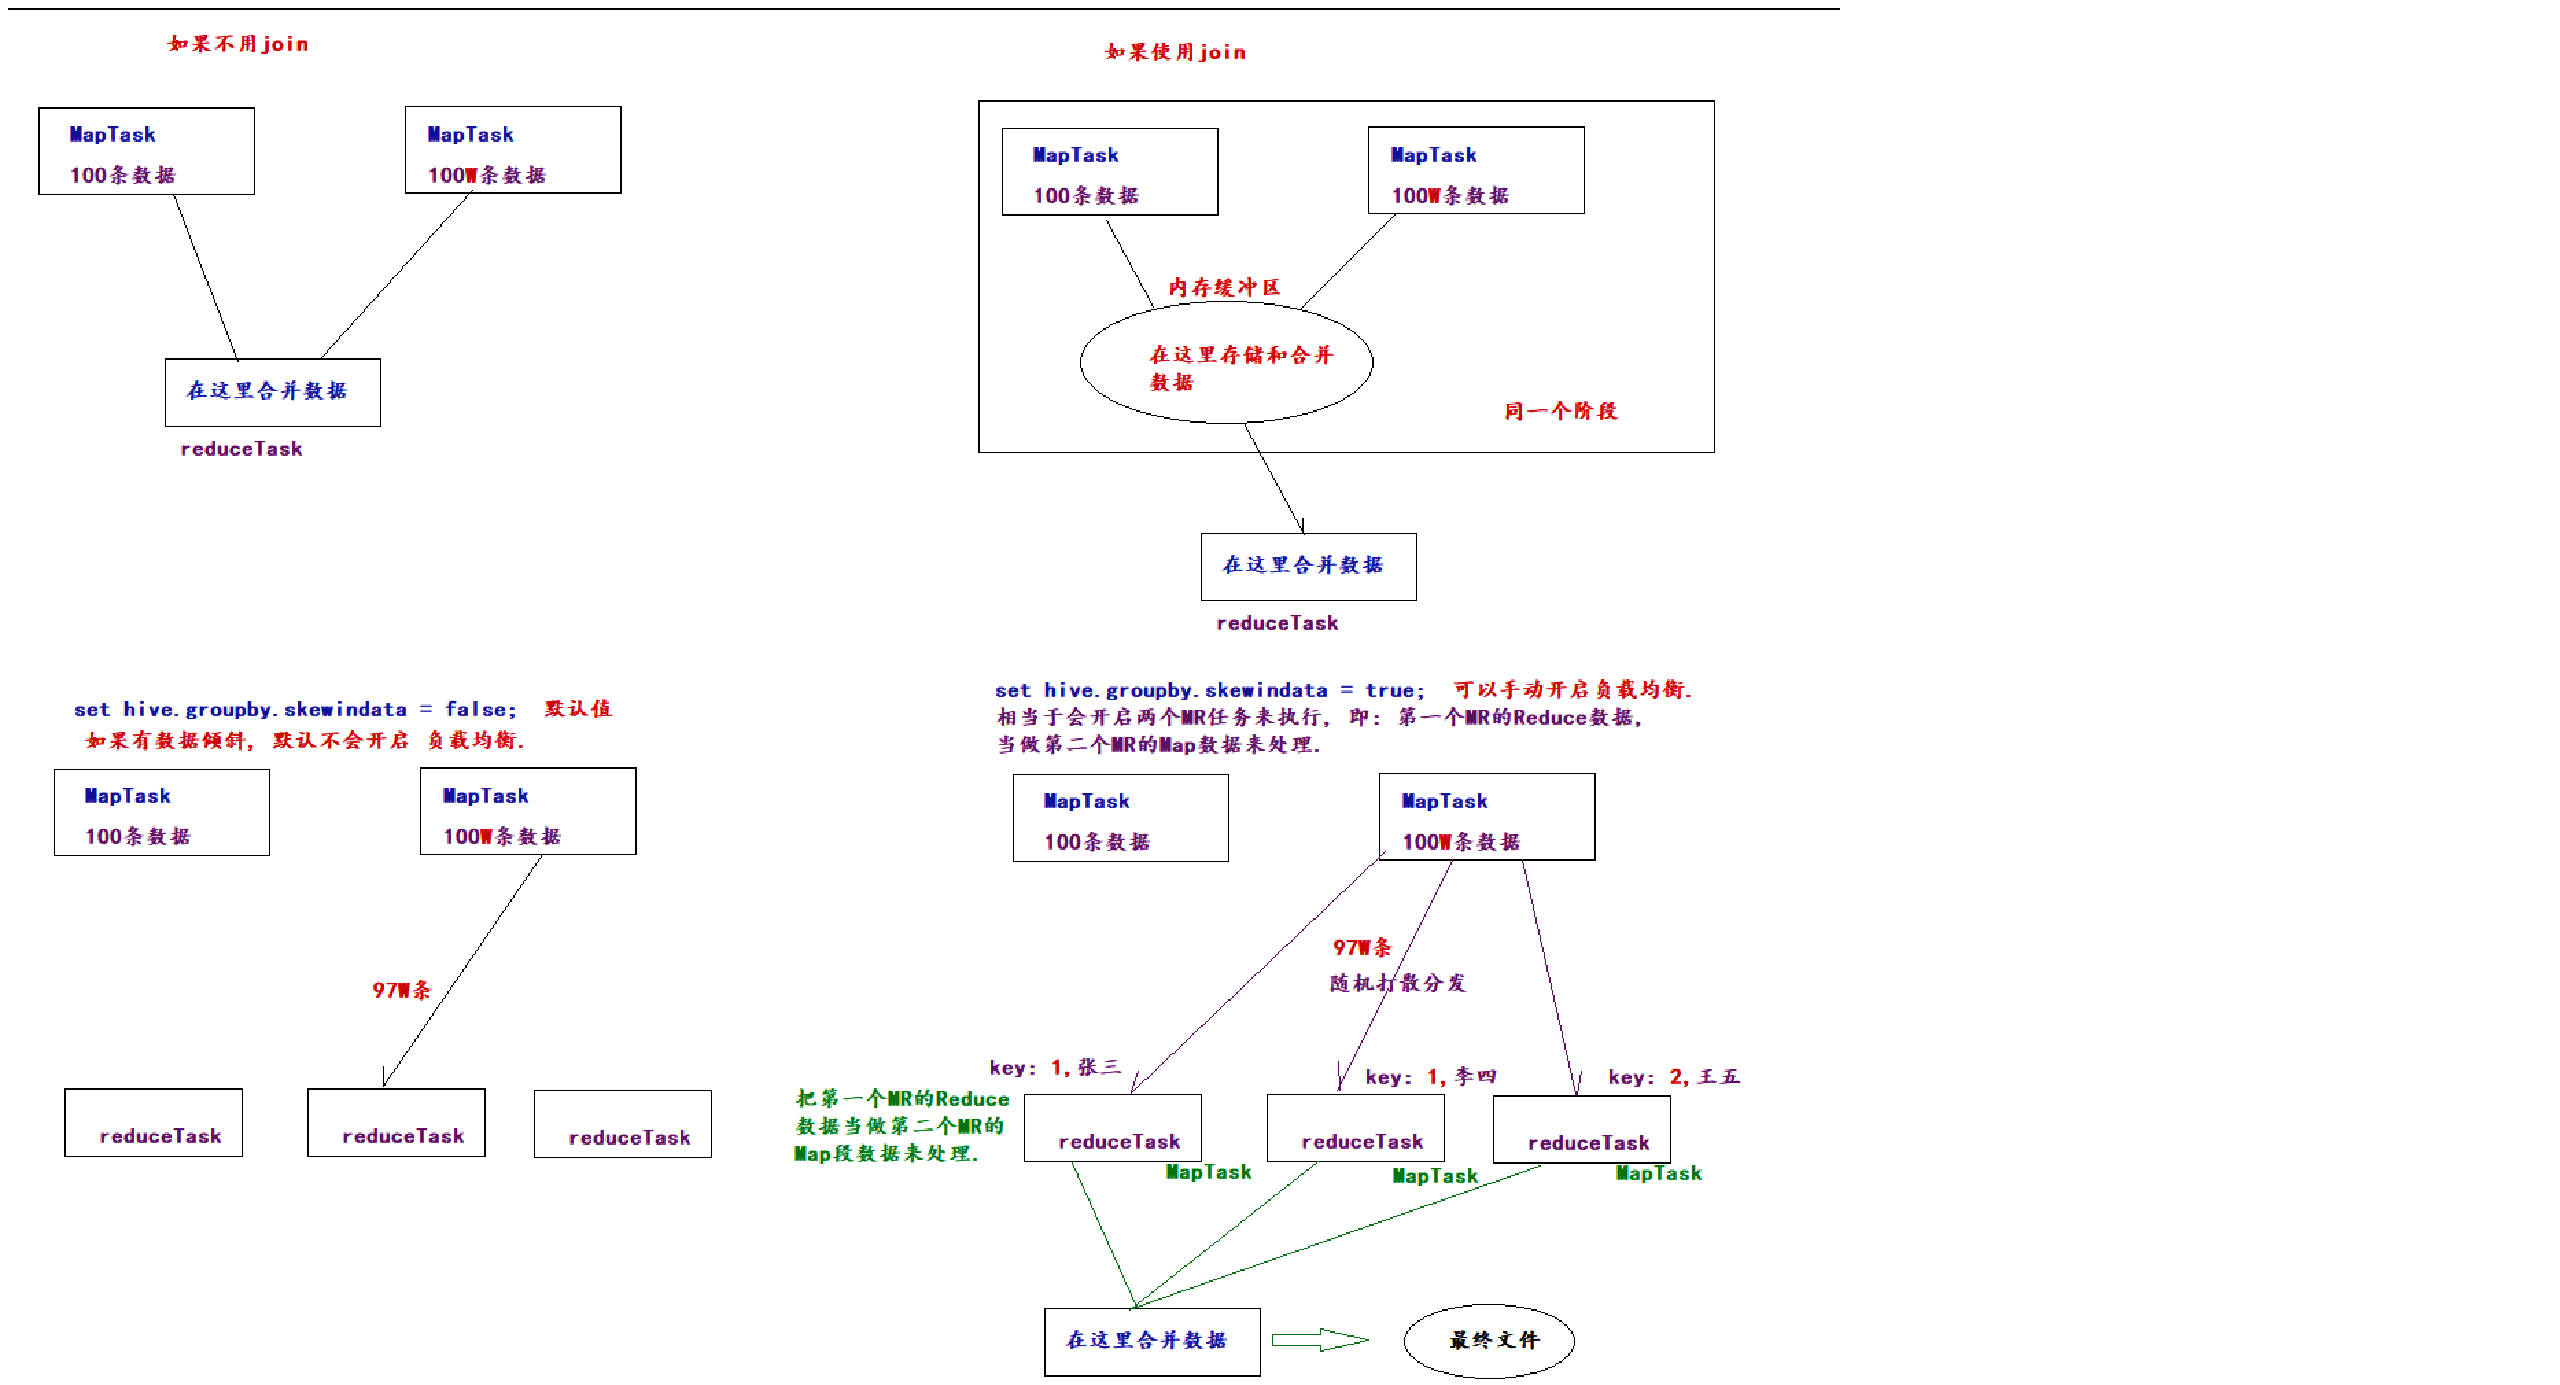 如果不用join
MapTask
100条数据
MapTask
100W条数据
在这里合并数据
reduceTask
如果使用join
MapTask
100条数据
MapTask
100W条数据
内存缓冲区
在这里存储和合并
数据
同一个阶段
在这里合并数据
reduceTask
set hive.groupby.skewindata = false; 默认值
如果有数据倾斜, 默认不会开启 负载均衡.
MapTask
100条数据
MapTask
100W条数据
97W条
reduceTask
reduceTask
reduceTask
set hive.groupby.skewindata = true; 可以手动开启负载均衡.
相当于会开启两个MR任务来执行, 即: 第一个MR的Reduce数据,
当做第二个MR的Map数据来处理.
MapTask
100条数据
MapTask
100W条数据
97W条
随机打散分发
key: 1,张三
key: 1,李四
key: 2,王五
把第一个MR的Reduce
数据当做第二个MR的
Map段数据来处理.
reduceTask
reduceTask
reduceTask
MapTask
MapTask
MapTask
在这里合并数据
最终文件